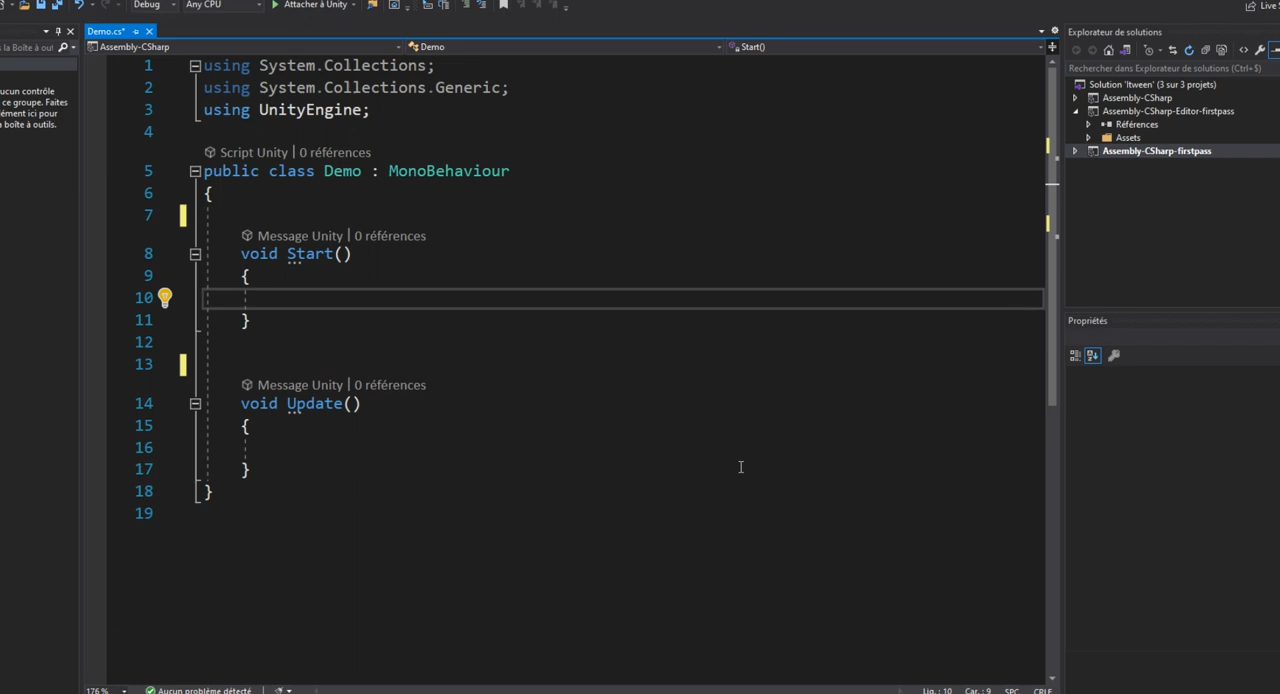 Debug
Any CPU
Attacher à Unity
Live
Demo.cs*
Explorateur de solutions
Assembly-CSharp
Demo
Start()
Rechercher dans Explorateur de solutions (Ctrl+$)
Solution 'Itween' (3 sur 3 projets)
Assembly-CSharp
Assembly-CSharp-Editor-firstpass
Références
Assets
Assembly-CSharp-firstpass
Propriétés
la Boîte à ou
ucun contrôle
ce groupe. Faites
ément ici pour
a boîte à outils.
1 using System.Collections;
2 using System.Collections.Generic;
3 using UnityEngine;
4
Script Unity | 0 références
5 public class Demo : MonoBehaviour
6 {
7
Message Unity | 0 références
8 void Start()
9 {
10
11 }
12
13
Message Unity | 0 références
14 void Update()
15 {
16
17 }
18 }
19
176 %
Aucun problème détecté
Lig. : 10
Car. : 9
SPC
CRLF